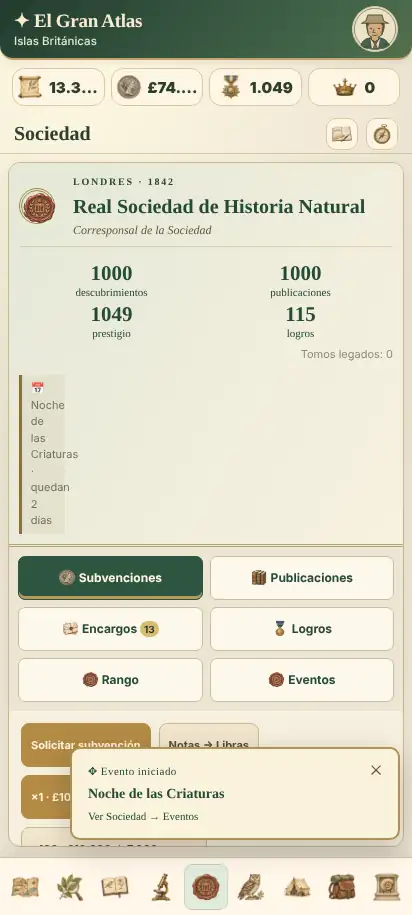 ✦ El Gran Atlas
Islas Británicas
13.3... £74.... 1.049 0
Sociedad
LONDRES · 1842
Real Sociedad de Historia Natural
Corresponsal de la Sociedad
1000 1000
descubrimientos publicaciones
1049 115
prestigio logros
Tomos legados: 0
Noche
de
las
Criaturas
·
quedan
2
días
Subvenciones Publicaciones
Encargos 13 Logros
Rango Eventos
Solicitar subvención Notas → Libras
×1 · £10
✥ Evento iniciado
Noche de las Criaturas
Ver Sociedad → Eventos